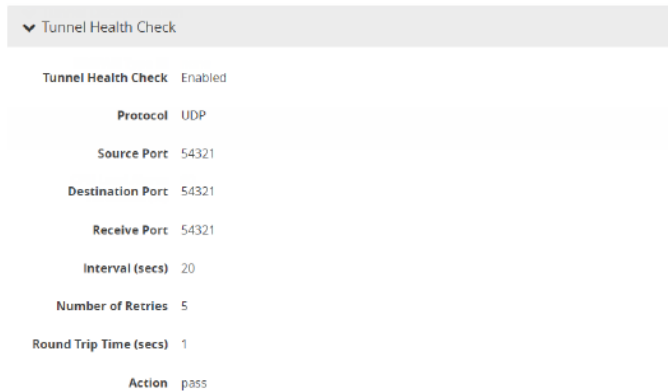 Tunnel Health Check
Tunnel Health Check Enabled
Protocol UDP
Source Port 54321
Destination Port 54321
Receive Port 54321
Interval (secs) 20
Number of Retries 5
Round Trip Time (secs) 1
Action pass